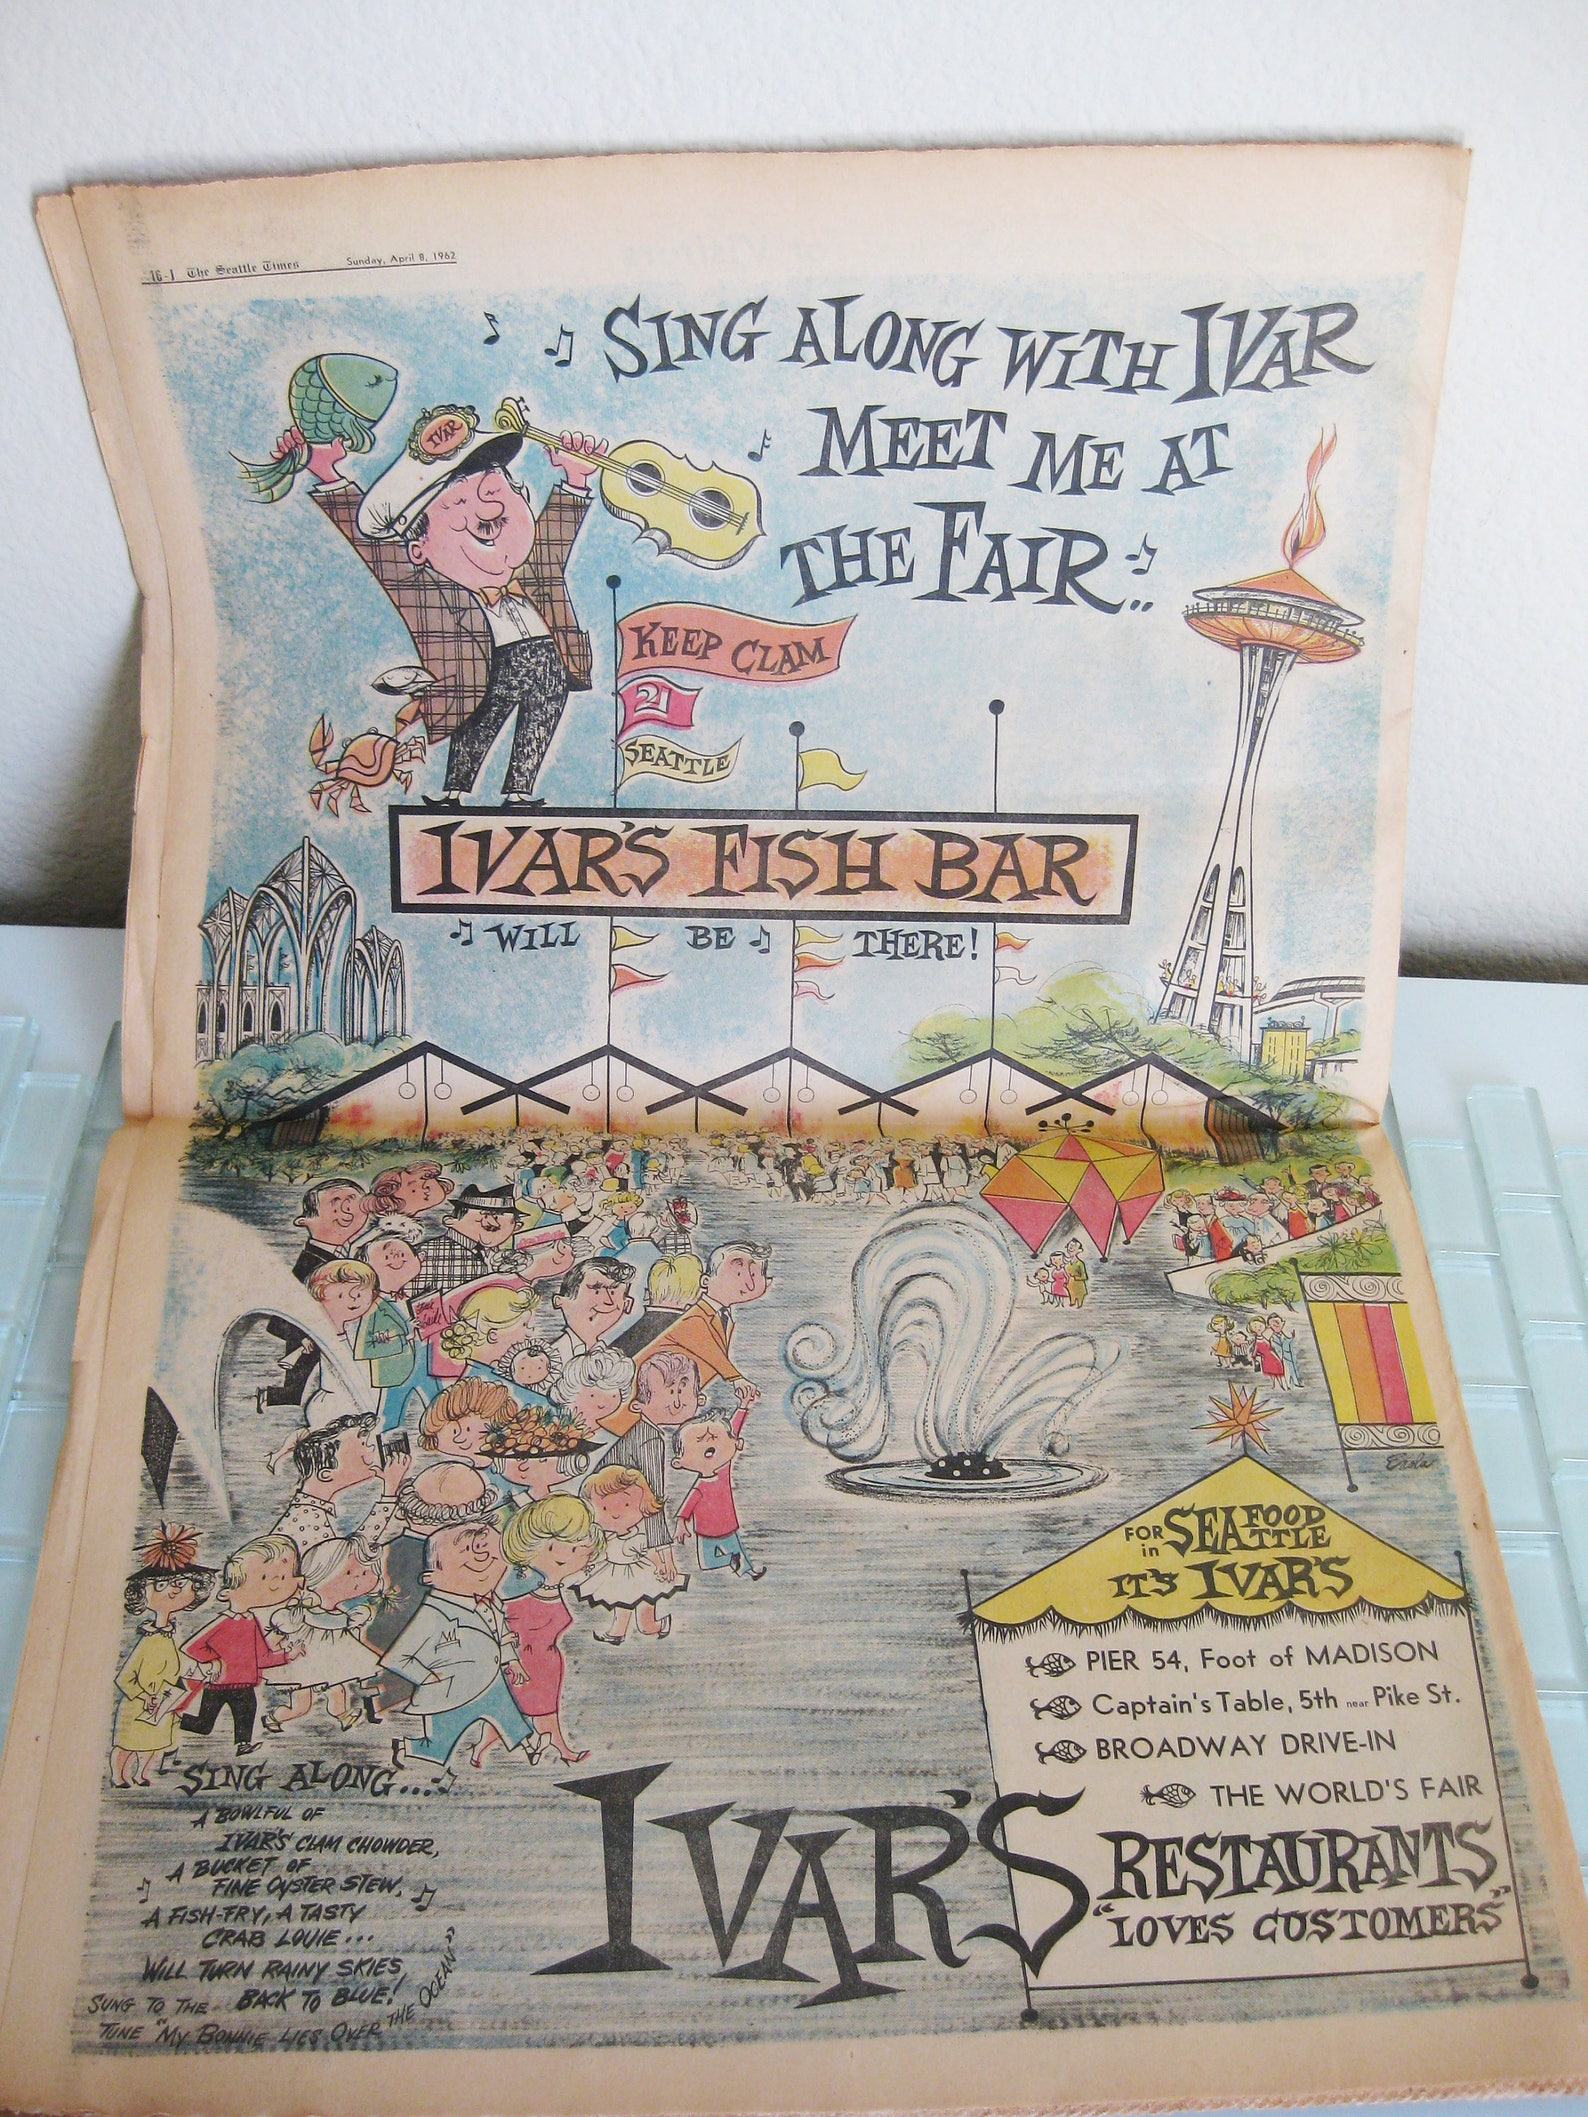 16-1 The Seattle Times Sunday, April 8, 1962
SING ALONG WITH IVAR
MEET ME AT
THE FAIR..
IVAR
KEEP CLAM
21
SEATTLE
IVAR'S FISH BAR
WILL BE THERE!
FOR SEAFOOD
in SEATTLE
IT'S IVAR'S
PIER 54, Foot of MADISON
Captain's Table, 5th near Pike St.
BROADWAY DRIVE-IN
THE WORLD'S FAIR
IVAR'S RESTAURANTS
"LOVES CUSTOMERS"
SING ALONG...
A BOWLFUL OF
IVAR'S CLAM CHOWDER,
A BUCKET OF
FINE OYSTER STEW,
A FISH-FRY, A TASTY
CRAB LOUIE...
WILL TURN RAINY SKIES
BACK TO BLUE!
SUNG TO THE
TUNE "MY BONNIE LIES OVER THE OCEAN"